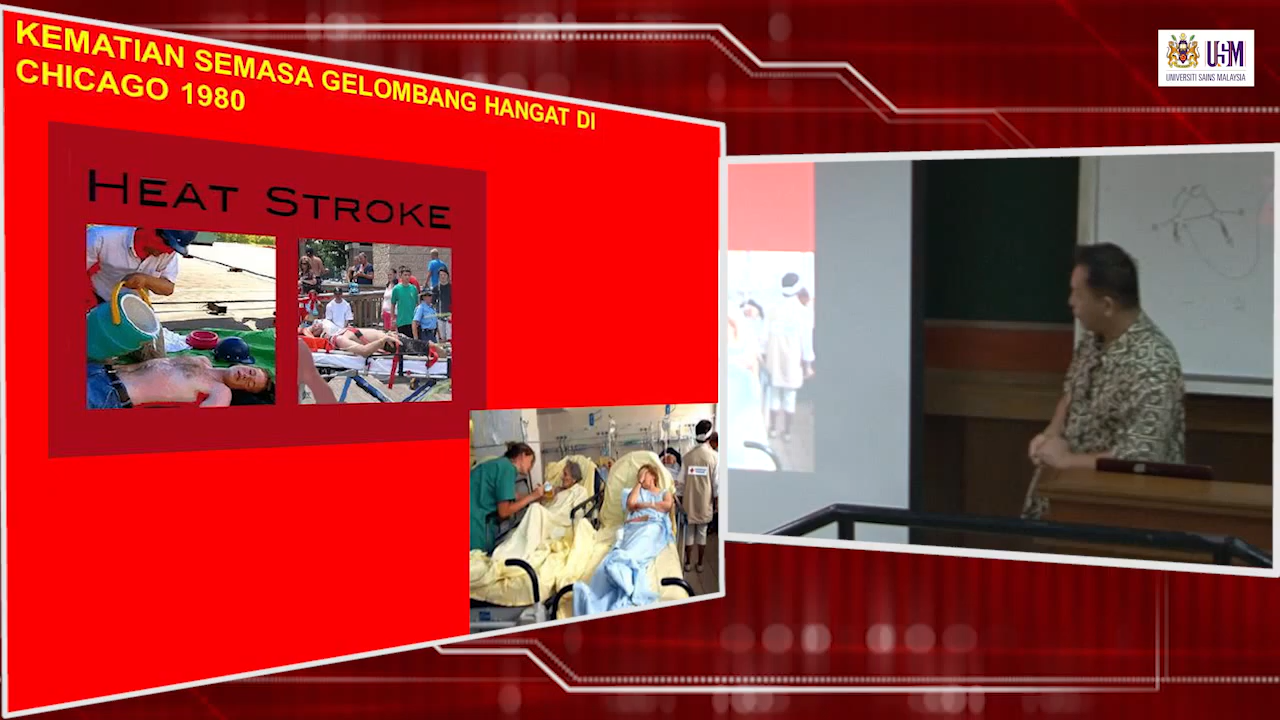 KEMATIAN SEMASA GELOMBANG HANGAT DI
CHICAGO 1980
HEAT STROKE
USM
UNIVERSITI SAINS MALAYSIA